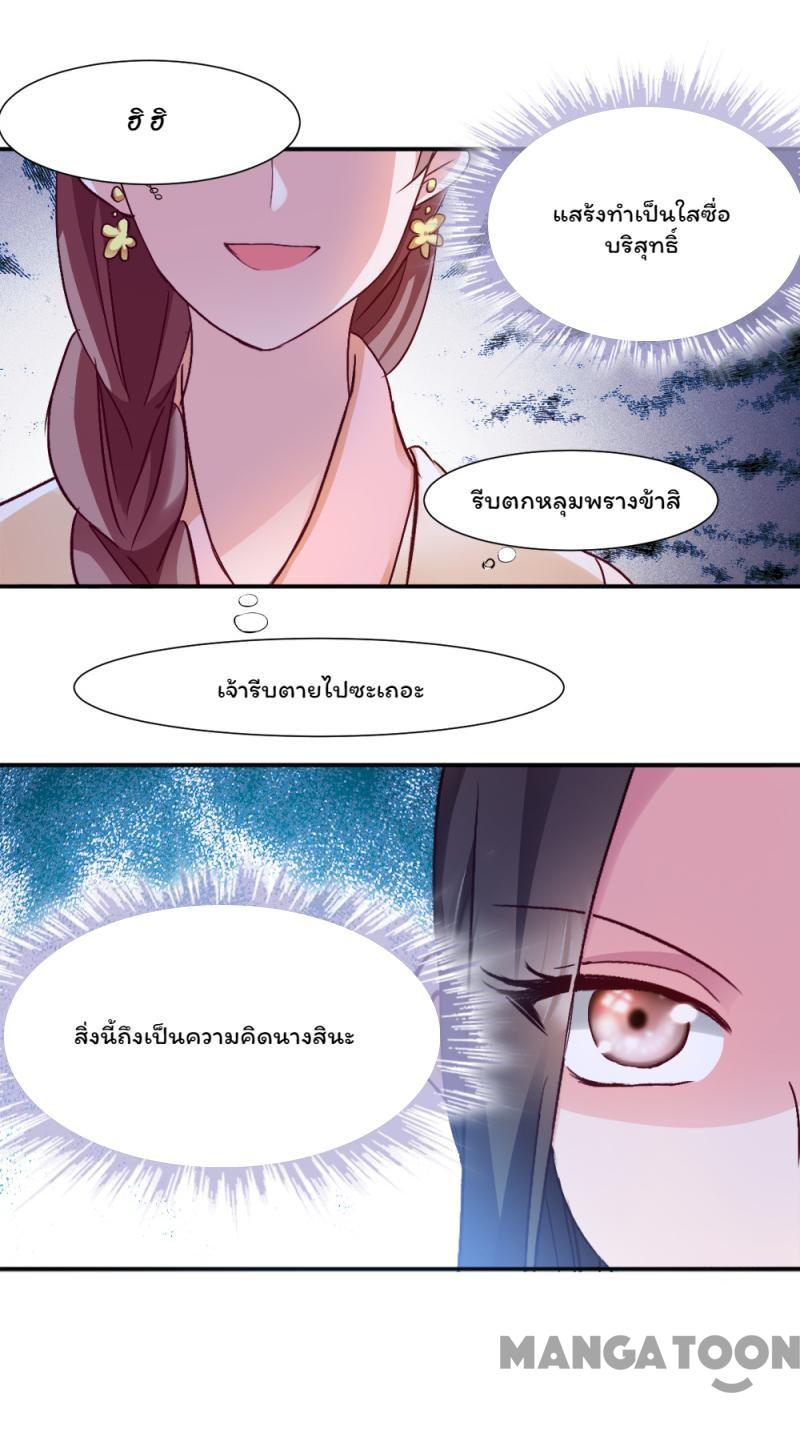 ฮิ ฮิ
แสร้งทำเป็นใสซื่อ
บริสุทธิ์
รีบตกหลุมพรางข้าสิ
เจ้ารีบตายไปซะเถอะ
สิ่งนี้ถึงเป็นความคิดนางสินะ
MANGATOON